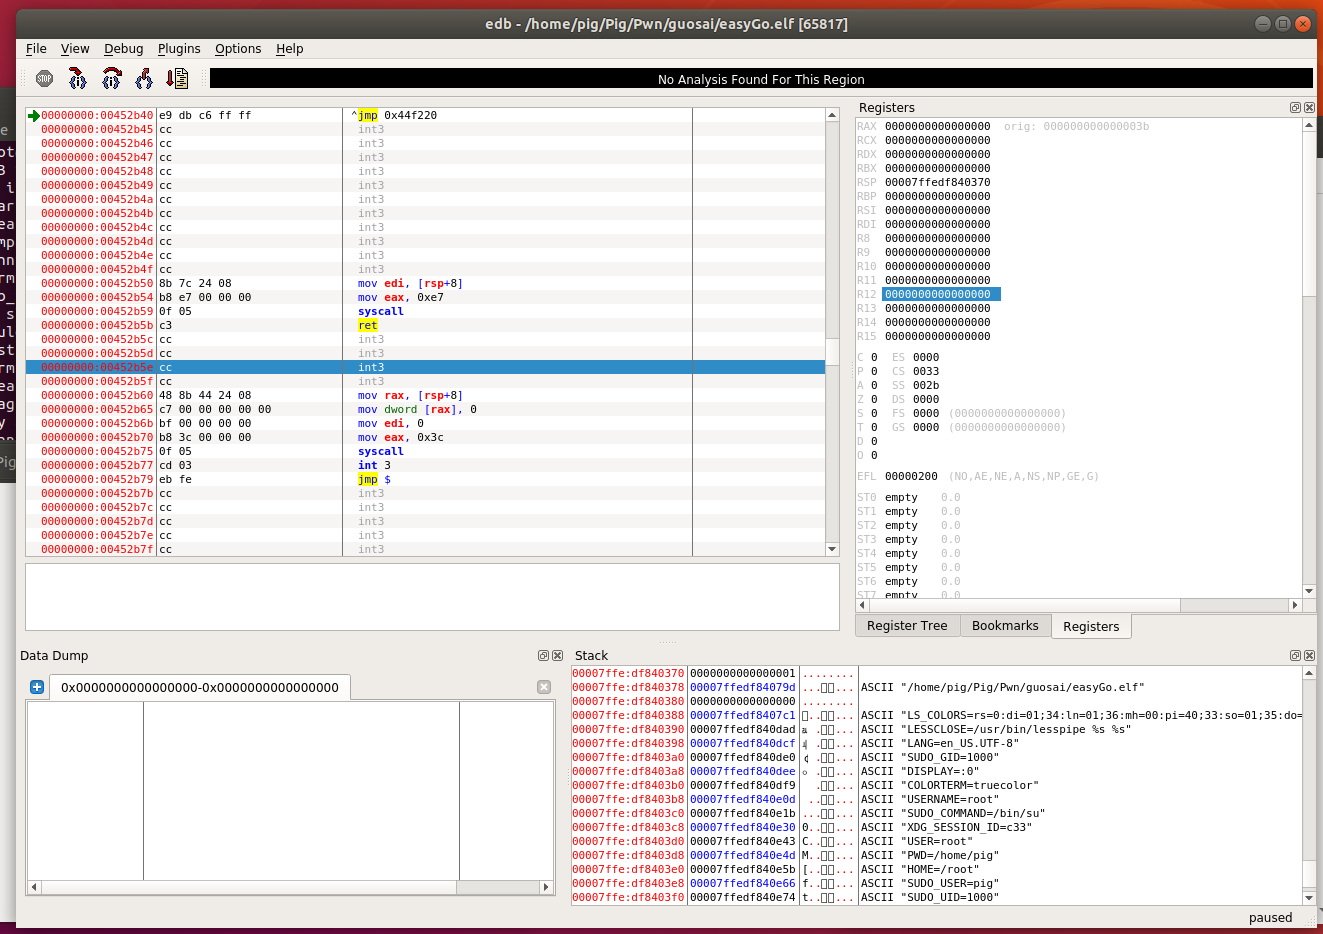 edb - /home/pig/Pig/Pwn/guosai/easyGo.elf [65817]
File View Debug Plugins Options Help
STOP
No Analysis Found For This Region
00000000:00452b40 e9 db c6 ff ff ^jmp 0x44f220
00000000:00452b45 cc int3
00000000:00452b46 cc int3
00000000:00452b47 cc int3
00000000:00452b48 cc int3
00000000:00452b49 cc int3
00000000:00452b4a cc int3
00000000:00452b4b cc int3
00000000:00452b4c cc int3
00000000:00452b4d cc int3
00000000:00452b4e cc int3
00000000:00452b4f cc int3
00000000:00452b50 8b 7c 24 08 mov edi, [rsp+8]
00000000:00452b54 b8 e7 00 00 00 mov eax, 0xe7
00000000:00452b59 0f 05 syscall
00000000:00452b5b c3 ret
00000000:00452b5c cc int3
00000000:00452b5d cc int3
00000000:00452b5e cc int3
00000000:00452b5f cc int3
00000000:00452b60 48 8b 44 24 08 mov rax, [rsp+8]
00000000:00452b65 c7 00 00 00 00 00 mov dword [rax], 0
00000000:00452b6b bf 00 00 00 00 mov edi, 0
00000000:00452b70 b8 3c 00 00 00 mov eax, 0x3c
00000000:00452b75 0f 05 syscall
00000000:00452b77 cd 03 int 3
00000000:00452b79 eb fe jmp $
00000000:00452b7b cc int3
00000000:00452b7c cc int3
00000000:00452b7d cc int3
00000000:00452b7e cc int3
00000000:00452b7f cc int3
Registers
RAX 0000000000000000 orig: 000000000000003b
RCX 0000000000000000
RDX 0000000000000000
RBX 0000000000000000
RSP 00007ffedf840370
RBP 0000000000000000
RSI 0000000000000000
RDI 0000000000000000
R8 0000000000000000
R9 0000000000000000
R10 0000000000000000
R11 0000000000000000
R12 0000000000000000
R13 0000000000000000
R14 0000000000000000
R15 0000000000000000
C 0 ES 0000
P 0 CS 0033
A 0 SS 002b
Z 0 DS 0000
S 0 FS 0000 (0000000000000000)
T 0 GS 0000 (0000000000000000)
D 0
O 0
EFL 00000200 (NO,AE,NE,A,NS,NP,GE,G)
ST0 empty 0.0
ST1 empty 0.0
ST2 empty 0.0
ST3 empty 0.0
ST4 empty 0.0
ST5 empty 0.0
ST6 empty 0.0
ST7 empty 0.0
Register Tree Bookmarks Registers
Data Dump
0x0000000000000000-0x0000000000000000
Stack
00007ffe:df840370 0000000000000001 ........
00007ffe:df840378 00007ffedf84079d ASCII "/home/pig/Pig/Pwn/guosai/easyGo.elf"
00007ffe:df840380 0000000000000000 ........
00007ffe:df840388 00007ffedf8407c1 ASCII "LS_COLORS=rs=0:di=01;34:ln=01;36:mh=00:pi=40;33:so=01;35:do=
00007ffe:df840390 00007ffedf840dad ASCII "LESSCLOSE=/usr/bin/lesspipe %s %s"
00007ffe:df840398 00007ffedf840dcf ASCII "LANG=en_US.UTF-8"
00007ffe:df8403a0 00007ffedf840de0 ASCII "SUDO_GID=1000"
00007ffe:df8403a8 00007ffedf840dee ASCII "DISPLAY=:0"
00007ffe:df8403b0 00007ffedf840df9 ASCII "COLORTERM=truecolor"
00007ffe:df8403b8 00007ffedf840e0d ASCII "USERNAME=root"
00007ffe:df8403c0 00007ffedf840e1b ASCII "SUDO_COMMAND=/bin/su"
00007ffe:df8403c8 00007ffedf840e30 ASCII "XDG_SESSION_ID=c33"
00007ffe:df8403d0 00007ffedf840e43 ASCII "USER=root"
00007ffe:df8403d8 00007ffedf840e4d ASCII "PWD=/home/pig"
00007ffe:df8403e0 00007ffedf840e5b ASCII "HOME=/root"
00007ffe:df8403e8 00007ffedf840e66 ASCII "SUDO_USER=pig"
00007ffe:df8403f0 00007ffedf840e74 ASCII "SUDO_UID=1000"
paused